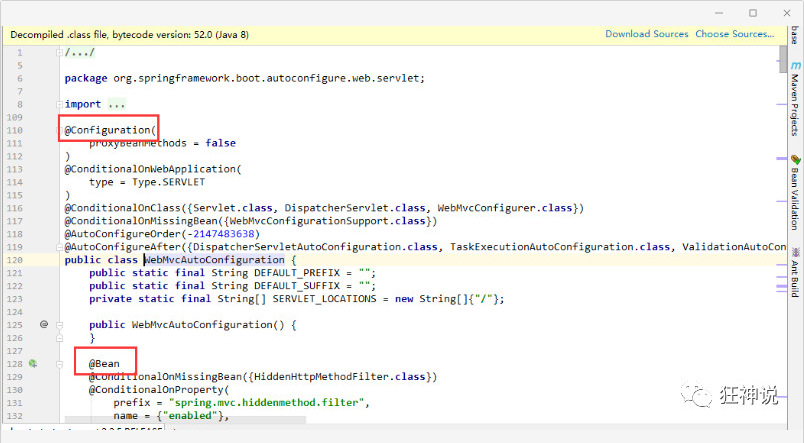 Decompiled .class file, bytecode version: 52.0 (Java 8) Download Sources Choose Sources...
1 /.../
5
6 package org.springframework.boot.autoconfigure.web.servlet;
7
8 import ...
109
110 @Configuration(
111 proxyBeanMethods = false
112 )
113 @ConditionalOnWebApplication(
114 type = Type.SERVLET
115 )
116 @ConditionalOnClass({Servlet.class, DispatcherServlet.class, WebMvcConfigurer.class})
117 @ConditionalOnMissingBean({WebMvcConfigurationSupport.class})
118 @AutoConfigureOrder(-2147483638)
119 @AutoConfigureAfter({DispatcherServletAutoConfiguration.class, TaskExecutionAutoConfiguration.class, ValidationAutoCon
120 public class WebMvcAutoConfiguration {
121 public static final String DEFAULT_PREFIX = "";
122 public static final String DEFAULT_SUFFIX = "";
123 private static final String[] SERVLET_LOCATIONS = new String[]{"/"};
124
125 @ public WebMvcAutoConfiguration() {
126 }
127
128 @Bean
129 @ConditionalOnMissingBean({HiddenHttpMethodFilter.class})
130 @ConditionalOnProperty(
131 prefix = "spring.mvc.hiddenmethod.filter",
132 name = {"enabled"},
base
m Maven Projects
Bean Validation
Ant Build
狂神说